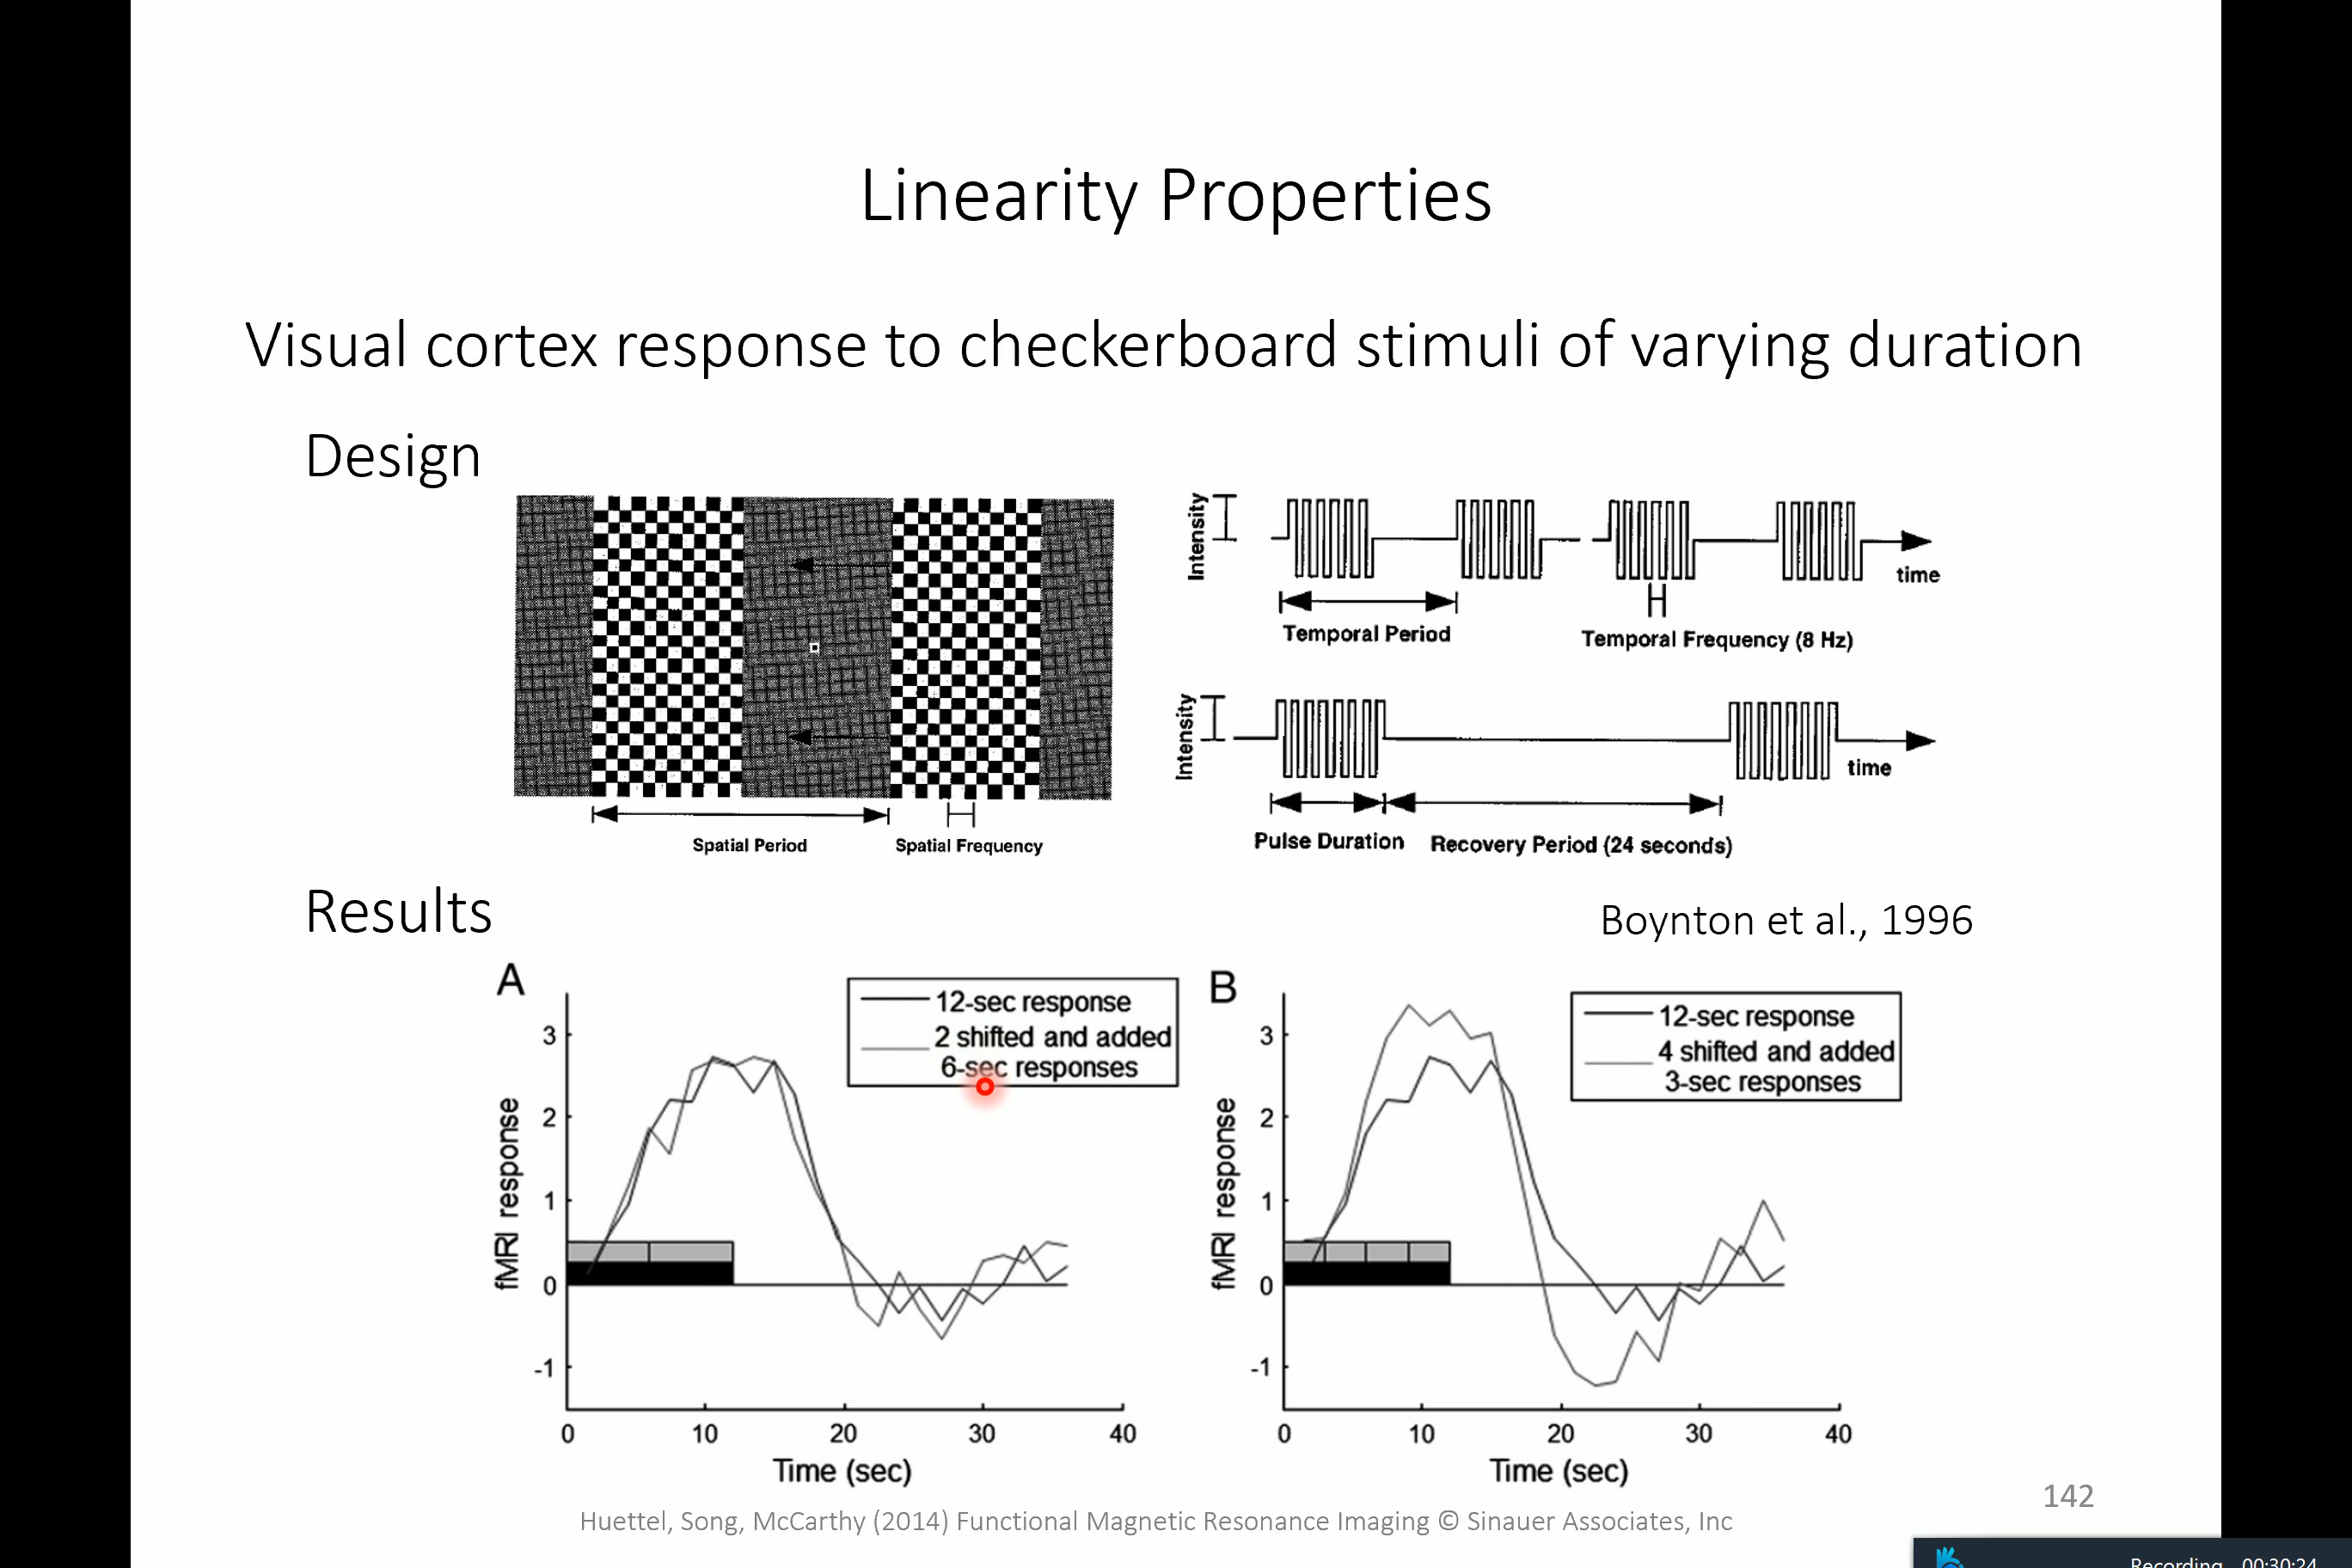 Linearity Properties
Visual cortex response to checkerboard stimuli of varying duration
Design
Intensity
time
Temporal Period
Temporal Frequency (8 Hz)
Intensity
time
Spatial Period
Spatial Frequency
Pulse Duration
Recovery Period (24 seconds)
Results
Boynton et al., 1996
A
12-sec response
2 shifted and added
6-sec responses
fMRI response
3
2
1
0
-1
0 10 20 30 40
Time (sec)
B
12-sec response
4 shifted and added
3-sec responses
fMRI response
3
2
1
0
-1
0 10 20 30 40
Time (sec)
142
Huettel, Song, McCarthy (2014) Functional Magnetic Resonance Imaging © Sinauer Associates, Inc
Recording 00:30:24